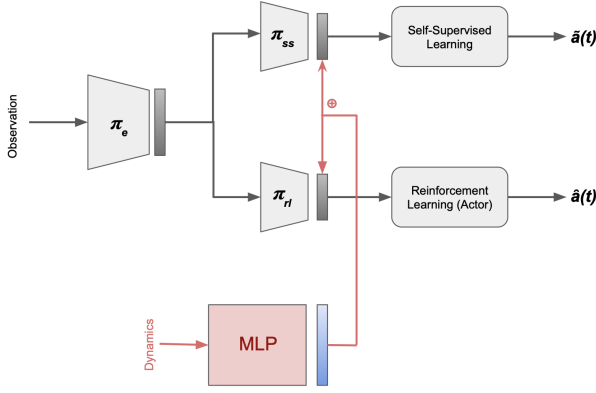 Observation
π_e
π_ss
Self-Supervised
Learning
ã(t)
⊕
π_rl
Reinforcement
Learning (Actor)
â(t)
Dynamics
MLP